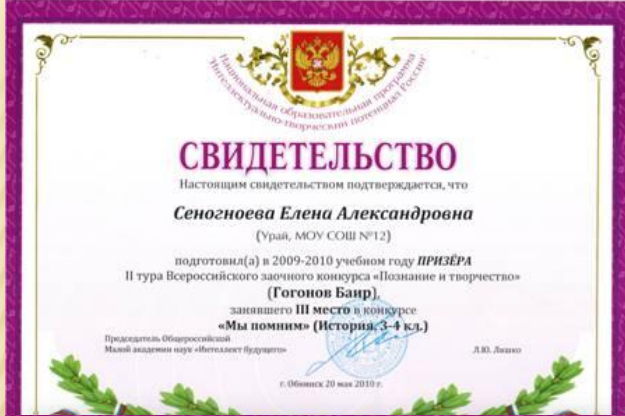 Национальная образовательная программа
"Интеллектуально-творческий потенциал России"
СВИДЕТЕЛЬСТВО
Настоящим свидетельством подтверждается, что
Сеногноева Елена Александровна
(Урай, МОУ СОШ №12)
подготовил(а) в 2009-2010 учебном году ПРИЗЁРА
II тура Всероссийского заочного конкурса «Познание и творчество»
(Гогонов Баир),
занявшего III место в конкурсе
«Мы помним» (История, 3-4 кл.)
Председатель Общероссийской
Малой академии наук «Интеллект будущего»
Л.Ю. Ляшко
г. Обнинск 20 мая 2010 г.